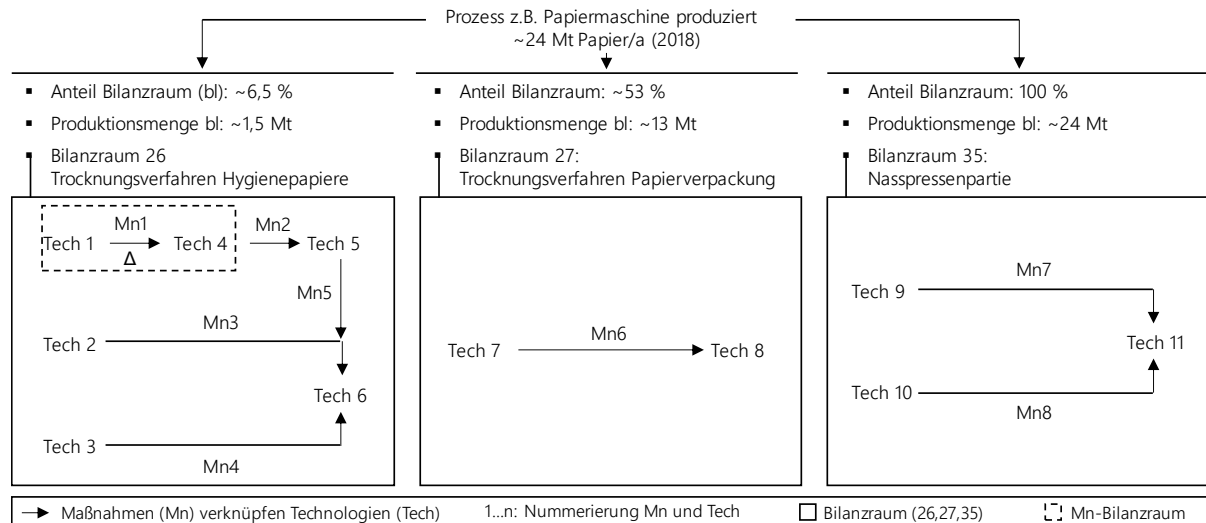 Prozess z.B. Papiermaschine produziert
~24 Mt Papier/a (2018)
▪ Anteil Bilanzraum (bl): ~6,5 %
▪ Produktionsmenge bl: ~1,5 Mt
▪ Bilanzraum 26
Trocknungsverfahren Hygienepapiere
Mn1
Mn2
Tech 1
Tech 4
Tech 5
Δ
Mn5
Mn3
Tech 2
Tech 6
Tech 3
Mn4
▪ Anteil Bilanzraum: ~53 %
▪ Produktionsmenge bl: ~13 Mt
▪ Bilanzraum 27:
Trocknungsverfahren Papierverpackung
Mn6
Tech 7
Tech 8
▪ Anteil Bilanzraum: 100 %
▪ Produktionsmenge bl: ~24 Mt
▪ Bilanzraum 35:
Nasspressenpartie
Mn7
Tech 9
Tech 11
Tech 10
Mn8
Maßnahmen (Mn) verknüpfen Technologien (Tech)
1...n: Nummerierung Mn und Tech
Bilanzraum (26,27,35)
Mn-Bilanzraum